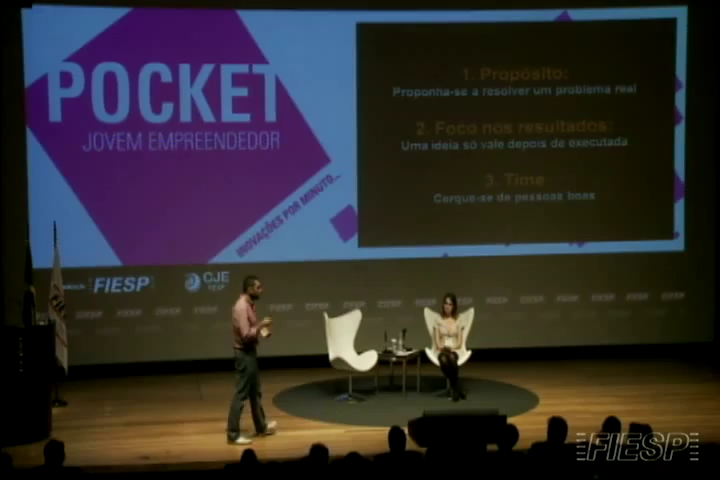 POCKET
JOVEM EMPREENDEDOR
INOVAÇÕES POR MINUTO...
1. Propósito:
Proponha-se a resolver um problema real
2. Foco nos resultados:
Uma ideia só vale depois de executada
3. Time
Cerque-se de pessoas boas
FIESP
CJE
FIESP
FIESP